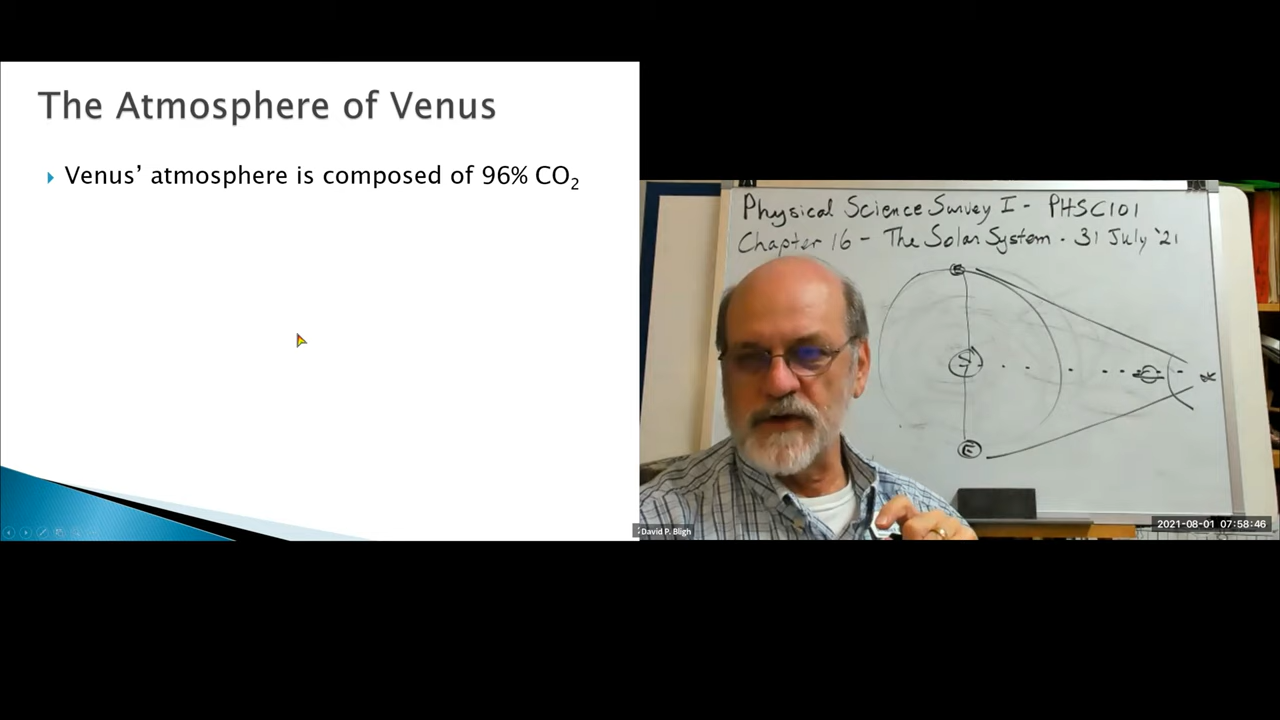 The Atmosphere of Venus
Venus’ atmosphere is composed of 96% CO₂
Physical Science Survey I - PHSC101
Chapter 16 - The Solar System - 31 July '21
E
E
David P. Bligh
2021-08-01 07:58:46